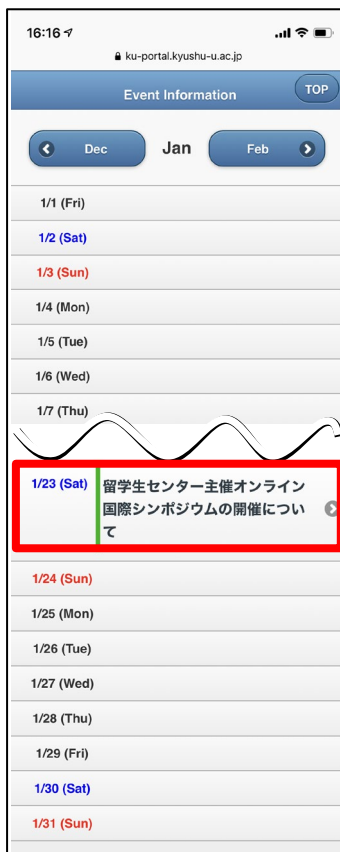 16:16
ku-portal.kyushu-u.ac.jp
Event Information
TOP
Dec
Jan
Feb
1/1 (Fri)
1/2 (Sat)
1/3 (Sun)
1/4 (Mon)
1/5 (Tue)
1/6 (Wed)
1/7 (Thu)
1/23 (Sat)
留学生センター主催オンライン
国際シンポジウムの開催につい
て
1/24 (Sun)
1/25 (Mon)
1/26 (Tue)
1/27 (Wed)
1/28 (Thu)
1/29 (Fri)
1/30 (Sat)
1/31 (Sun)